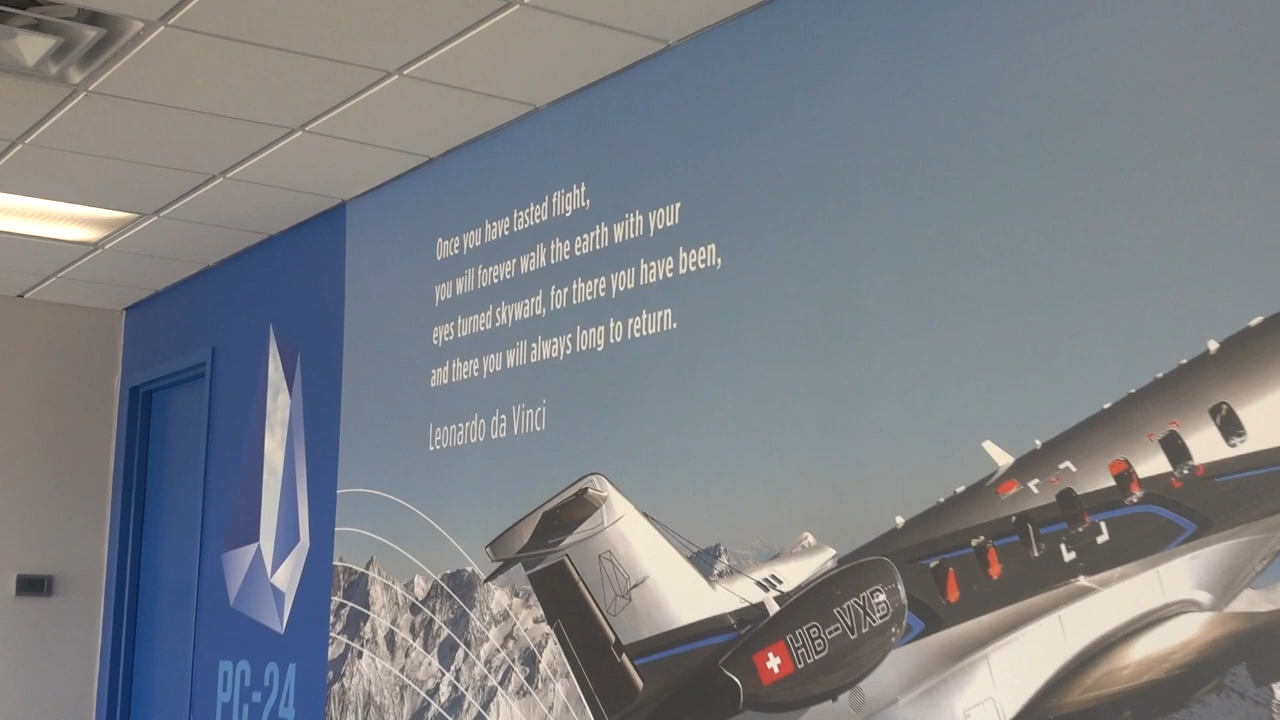 Once you have tasted flight,
you will forever walk the earth with your
eyes turned skyward, for there you have been,
and there you will always long to return.
Leonardo da Vinci
HB-VXB
PC-24